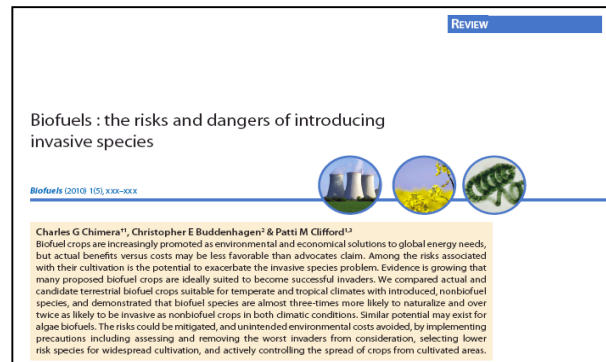 REVIEW
Biofuels : the risks and dangers of introducing
invasive species
Biofuels (2010) 1(5), xxx–xxx
Charles G Chimera†1, Christopher E Buddenhagen2 & Patti M Clifford1,3
Biofuel crops are increasingly promoted as environmental and economical solutions to global energy needs,
but actual benefits versus costs may be less favorable than advocates claim. Among the risks associated
with their cultivation is the potential to exacerbate the invasive species problem. Evidence is growing that
many proposed biofuel crops are ideally suited to become successful invaders. We compared actual and
candidate terrestrial biofuel crops suitable for temperate and tropical climates with introduced, nonbiofuel
species, and demonstrated that biofuel species are almost three-times more likely to naturalize and over
twice as likely to be invasive as nonbiofuel crops in both climatic conditions. Similar potential may exist for
algae biofuels. The risks could be mitigated, and unintended environmental costs avoided, by implementing
precautions including assessing and removing the worst invaders from consideration, selecting lower
risk species for widespread cultivation, and actively controlling the spread of crops from cultivated areas.